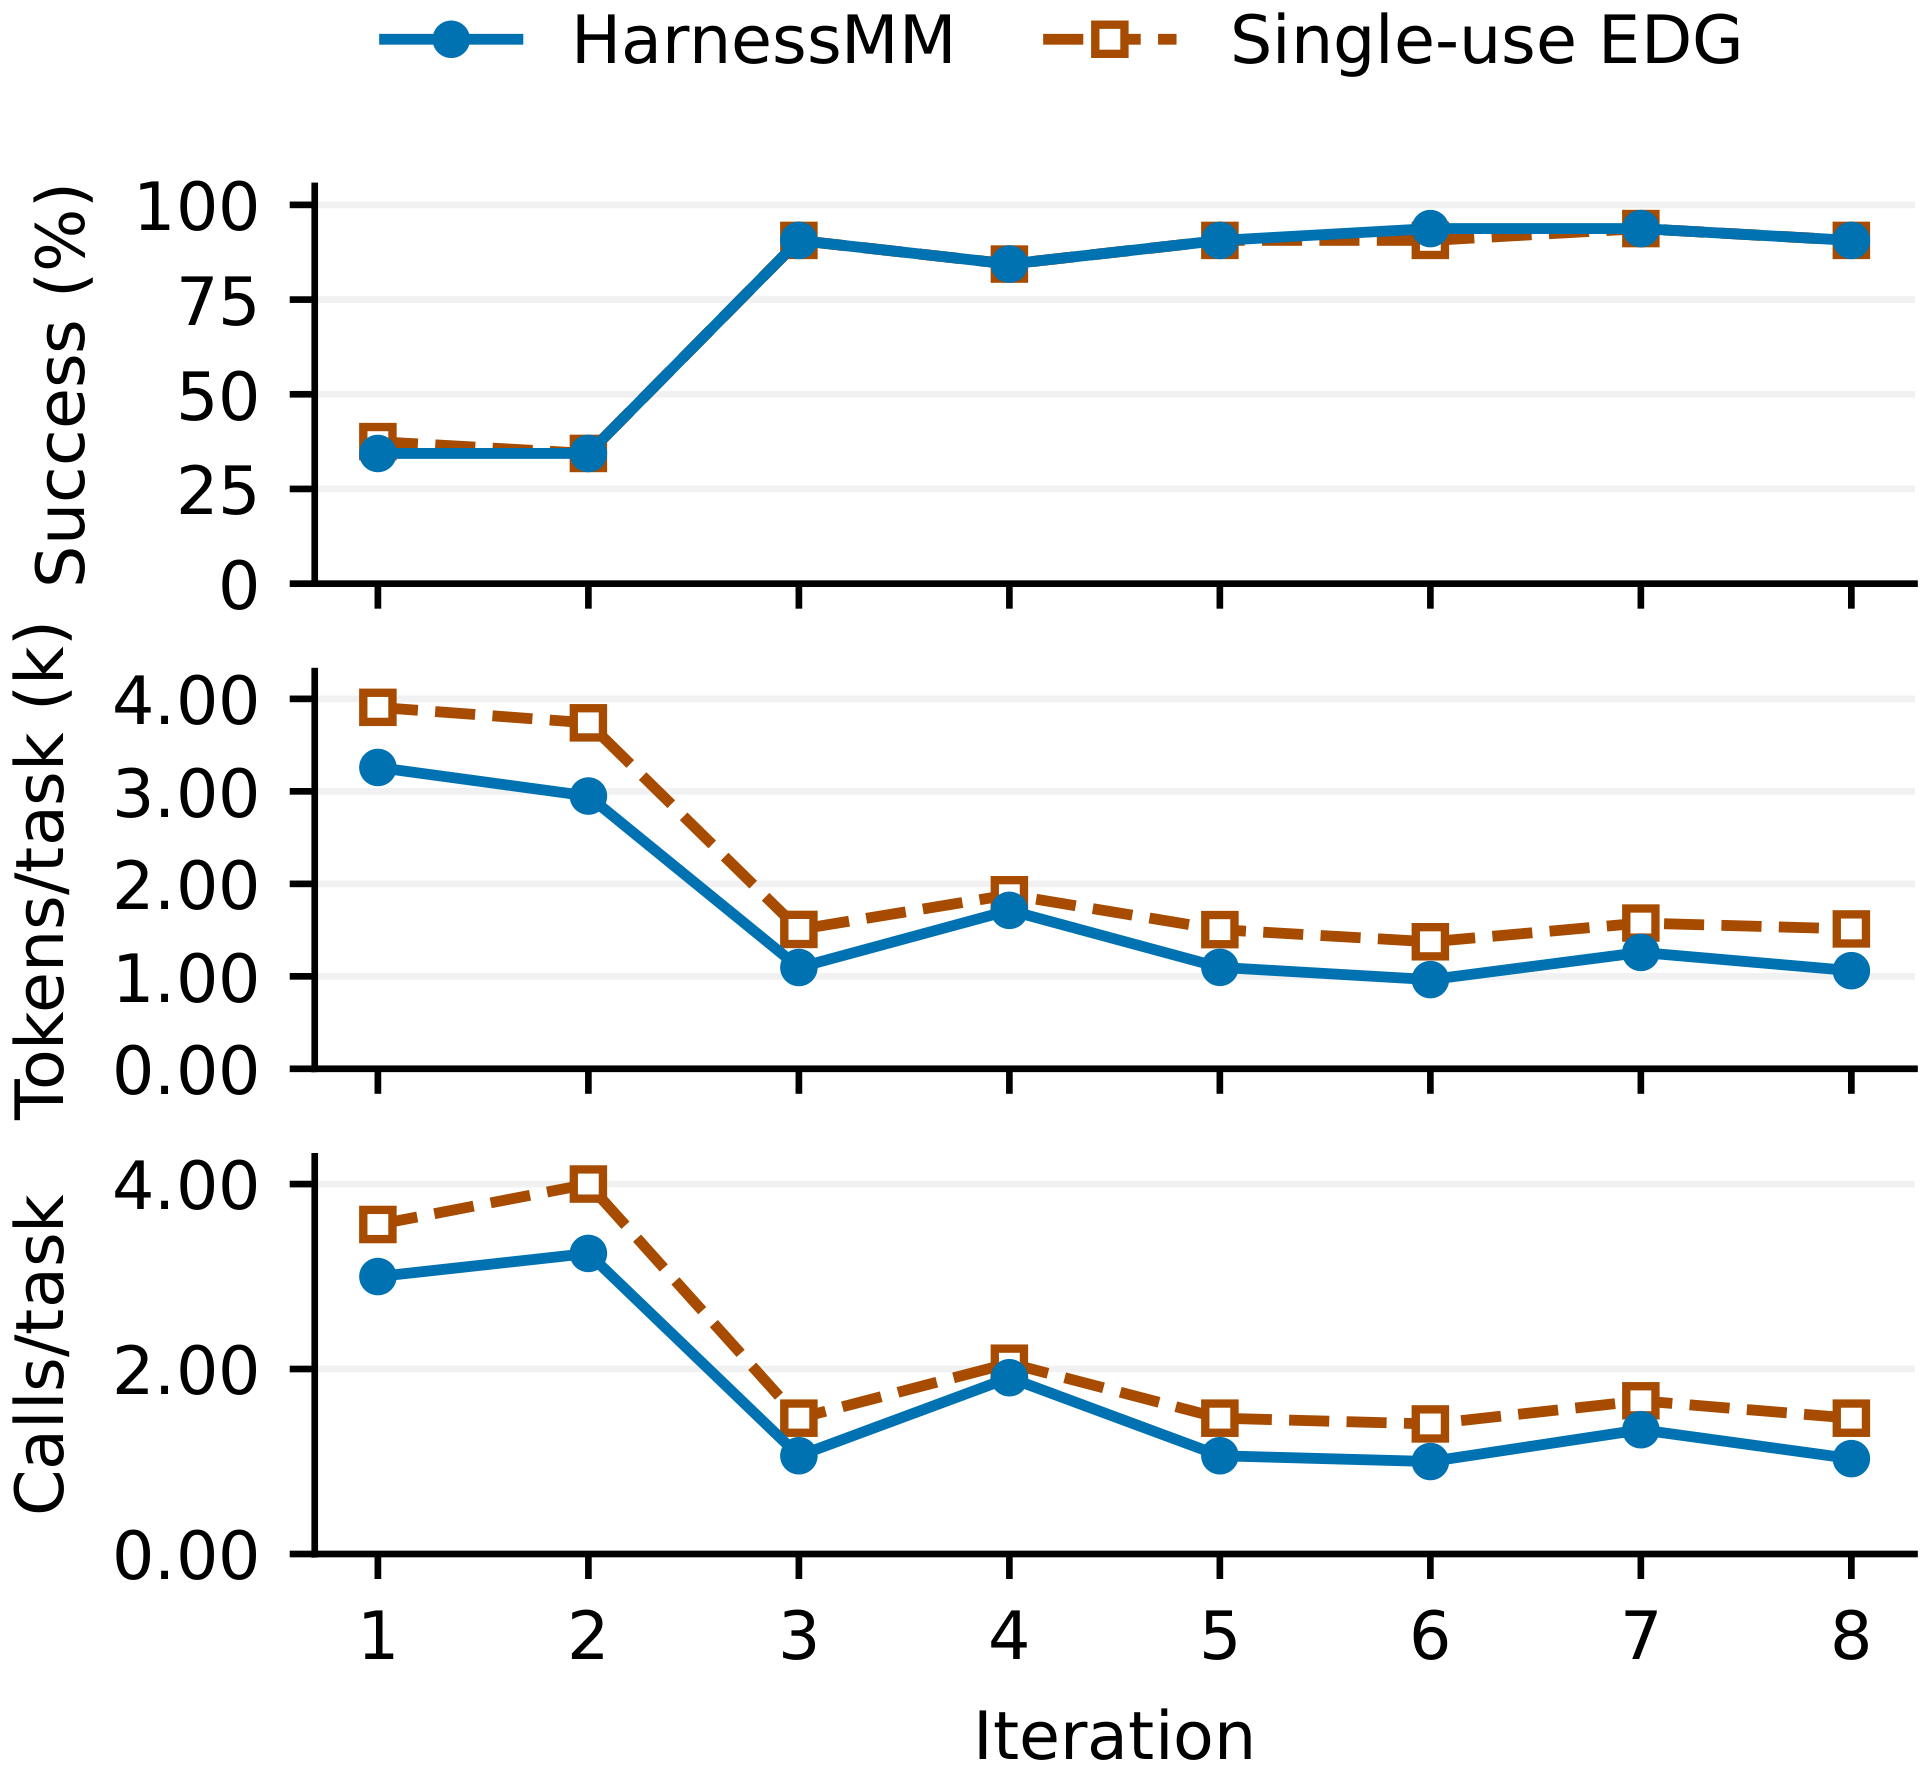 HarnessMM Single-use EDG
Success (%)
100
75
50
25
0
Tokens/task (k)
4.00
3.00
2.00
1.00
0.00
Calls/task
4.00
2.00
0.00
1 2 3 4 5 6 7 8
Iteration